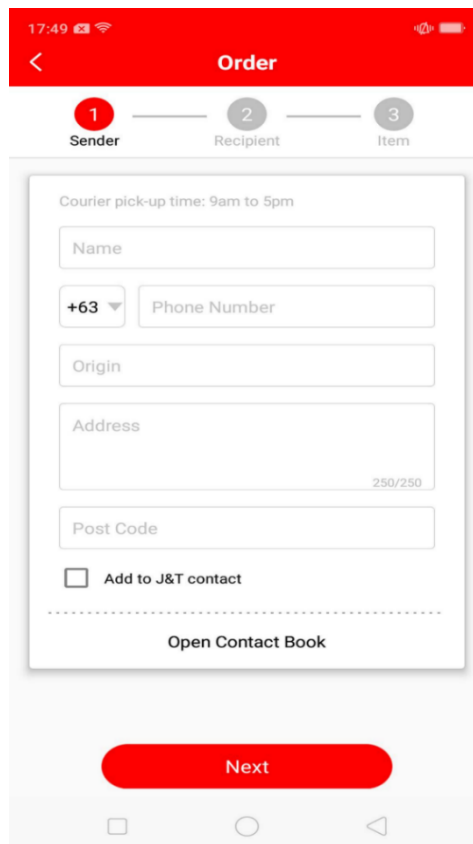 17:49
Order
1 2 3
Sender Recipient Item
Courier pick-up time: 9am to 5pm
Name
+63 Phone Number
Origin
Address
250/250
Post Code
Add to J&T contact
Open Contact Book
Next